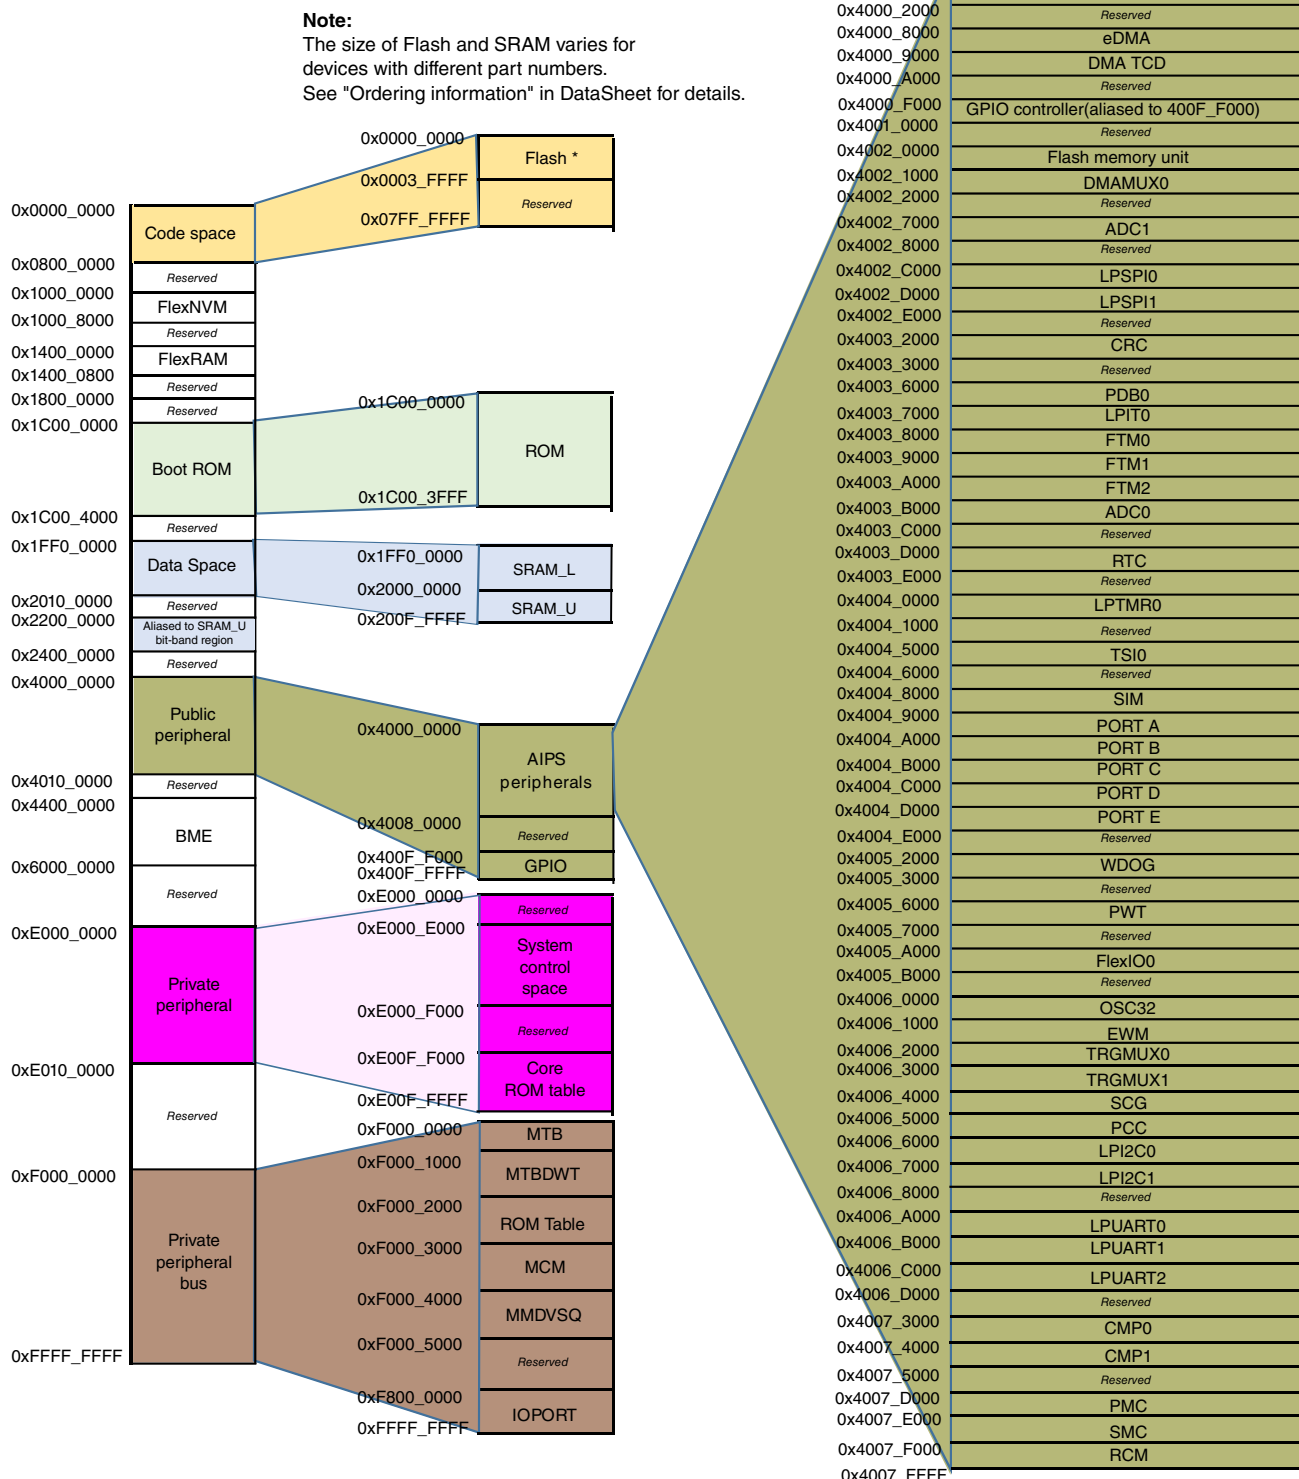 Note:
The size of Flash and SRAM varies for
devices with different part numbers.
See "Ordering information" in DataSheet for details.
0x0000_0000
Code space
0x0800_0000
Reserved
0x1000_0000
FlexNVM
0x1000_8000
Reserved
0x1400_0000
FlexRAM
0x1400_0800
Reserved
0x1800_0000
Reserved
0x1C00_0000
Boot ROM
0x1C00_4000
Reserved
0x1FF0_0000
Data Space
0x2010_0000
Reserved
0x2200_0000
Aliased to SRAM_U
bit-band region
0x2400_0000
Reserved
0x4000_0000
Public
peripheral
0x4010_0000
Reserved
0x4400_0000
BME
0x6000_0000
Reserved
0xE000_0000
Private
peripheral
0xE010_0000
Reserved
0xF000_0000
Private
peripheral
bus
0xFFFF_FFFF
0x0000_0000
Flash *
0x0003_FFFF
Reserved
0x07FF_FFFF
0x1C00_0000
ROM
0x1C00_3FFF
0x1FF0_0000
SRAM_L
0x2000_0000
SRAM_U
0x200F_FFFF
0x4000_0000
AIPS
peripherals
0x4008_0000
Reserved
0x400F_F000
GPIO
0x400F_FFFF
0xE000_0000
Reserved
0xE000_E000
System
control
space
0xE000_F000
Reserved
0xE00F_F000
Core
ROM table
0xE00F_FFFF
0xF000_0000
MTB
0xF000_1000
MTBDWT
0xF000_2000
ROM Table
0xF000_3000
MCM
0xF000_4000
MMDVSQ
0xF000_5000
Reserved
0xF800_0000
IOPORT
0xFFFF_FFFF
0x4000_2000
Reserved
0x4000_8000
eDMA
0x4000_9000
DMA TCD
0x4000_A000
Reserved
0x4000_F000
GPIO controller(aliased to 400F_F000)
0x4001_0000
Reserved
0x4002_0000
Flash memory unit
0x4002_1000
DMAMUX0
0x4002_2000
Reserved
0x4002_7000
ADC1
0x4002_8000
Reserved
0x4002_C000
LPSPI0
0x4002_D000
LPSPI1
0x4002_E000
Reserved
0x4003_2000
CRC
0x4003_3000
Reserved
0x4003_6000
PDB0
0x4003_7000
LPIT0
0x4003_8000
FTM0
0x4003_9000
FTM1
0x4003_A000
FTM2
0x4003_B000
ADC0
0x4003_C000
Reserved
0x4003_D000
RTC
0x4003_E000
Reserved
0x4004_0000
LPTMR0
0x4004_1000
Reserved
0x4004_5000
TSI0
0x4004_6000
Reserved
0x4004_8000
SIM
0x4004_9000
PORT A
0x4004_A000
PORT B
0x4004_B000
PORT C
0x4004_C000
PORT D
0x4004_D000
PORT E
0x4004_E000
Reserved
0x4005_2000
WDOG
0x4005_3000
Reserved
0x4005_6000
PWT
0x4005_7000
Reserved
0x4005_A000
FlexIO0
0x4005_B000
Reserved
0x4006_0000
OSC32
0x4006_1000
EWM
0x4006_2000
TRGMUX0
0x4006_3000
TRGMUX1
0x4006_4000
SCG
0x4006_5000
PCC
0x4006_6000
LPI2C0
0x4006_7000
LPI2C1
0x4006_8000
Reserved
0x4006_A000
LPUART0
0x4006_B000
LPUART1
0x4006_C000
LPUART2
0x4006_D000
Reserved
0x4007_3000
CMP0
0x4007_4000
CMP1
0x4007_5000
Reserved
0x4007_D000
PMC
0x4007_E000
SMC
0x4007_F000
RCM
0x4007_FFFF